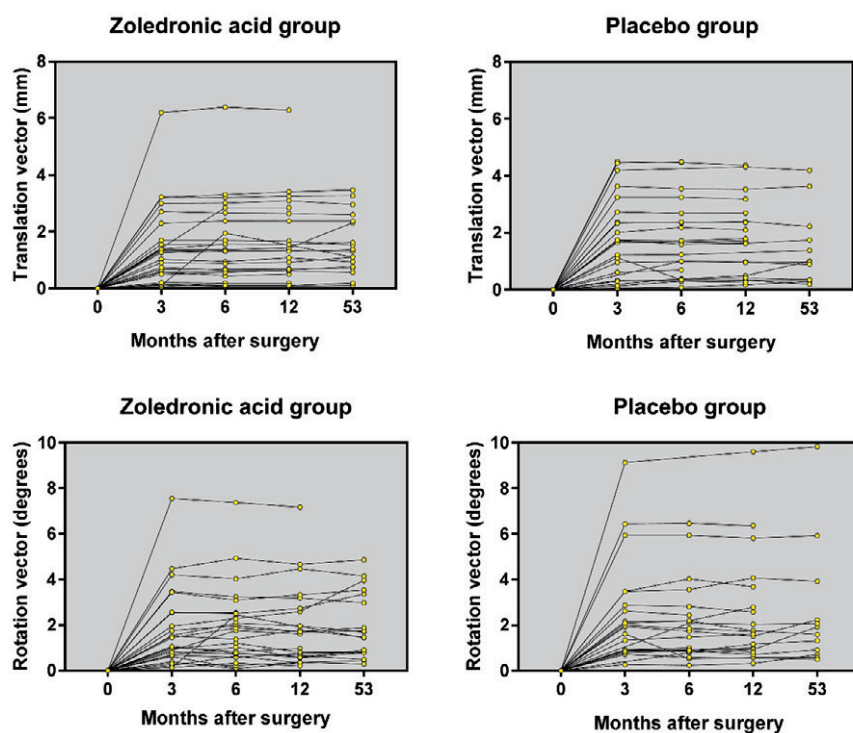 Zoledronic acid group
Placebo group
Translation vector (mm)
8
6
4
2
0
0 3 6 12 53
Months after surgery
Translation vector (mm)
8
6
4
2
0
0 3 6 12 53
Months after surgery
Zoledronic acid group
Placebo group
Rotation vector (degrees)
10
8
6
4
2
0
0 3 6 12 53
Months after surgery
Rotation vector (degrees)
10
8
6
4
2
0
0 3 6 12 53
Months after surgery